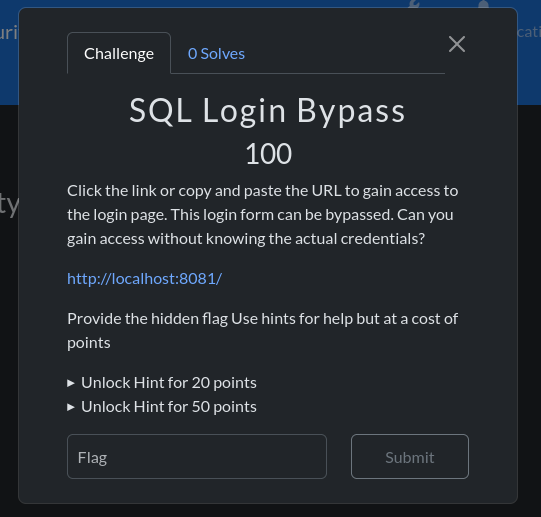 uri
cati
Challenge
0 Solves
ty
SQL Login Bypass
100
Click the link or copy and paste the URL to gain access to
the login page. This login form can be bypassed. Can you
gain access without knowing the actual credentials?
http://localhost:8081/
Provide the hidden flag Use hints for help but at a cost of
points
Unlock Hint for 20 points
Unlock Hint for 50 points
Flag
Submit